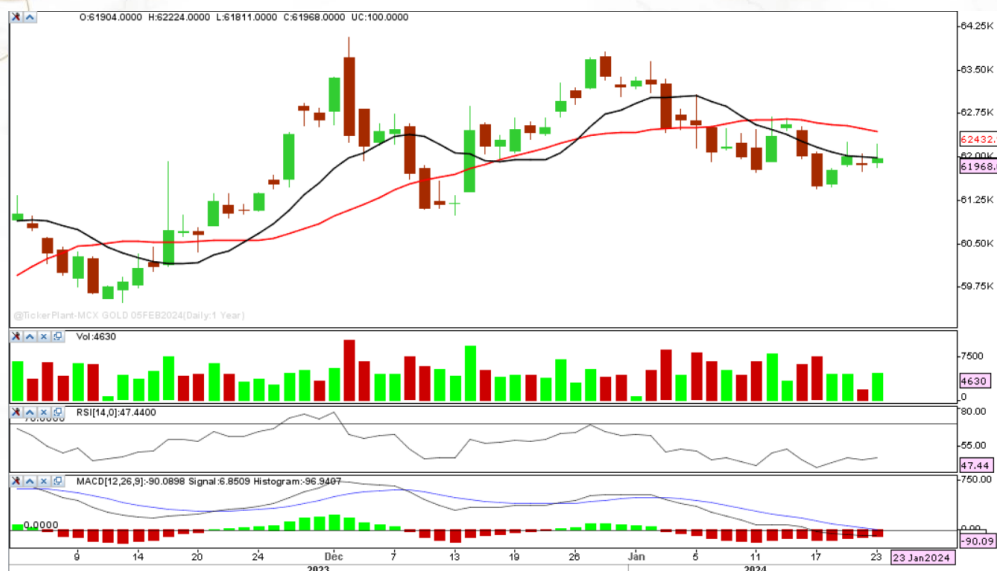 O:61904.0000 H:62224.0000 L:61811.0000 C:61968.0000 UC:100.0000
64.25K
63.50K
62.75K
62432.
62.00K
61968.
61.25K
60.50K
59.75K
@TickerPlant-MCX GOLD 05FEB2024(Daily:1 Year)
Vol:4630
7500
4630
0
RSI[14,0]:47.4400
70.0000
80.00
55.00
47.44
MACD[12,26,9]:-90.0898 Signal:6.8509 Histogram:-96.9407
750.00
0.0000
0.00
-90.09
9 14 20 24 Dec 7 13 19 26 Jan 5 11 17 23 23 Jan2024
2023 2024